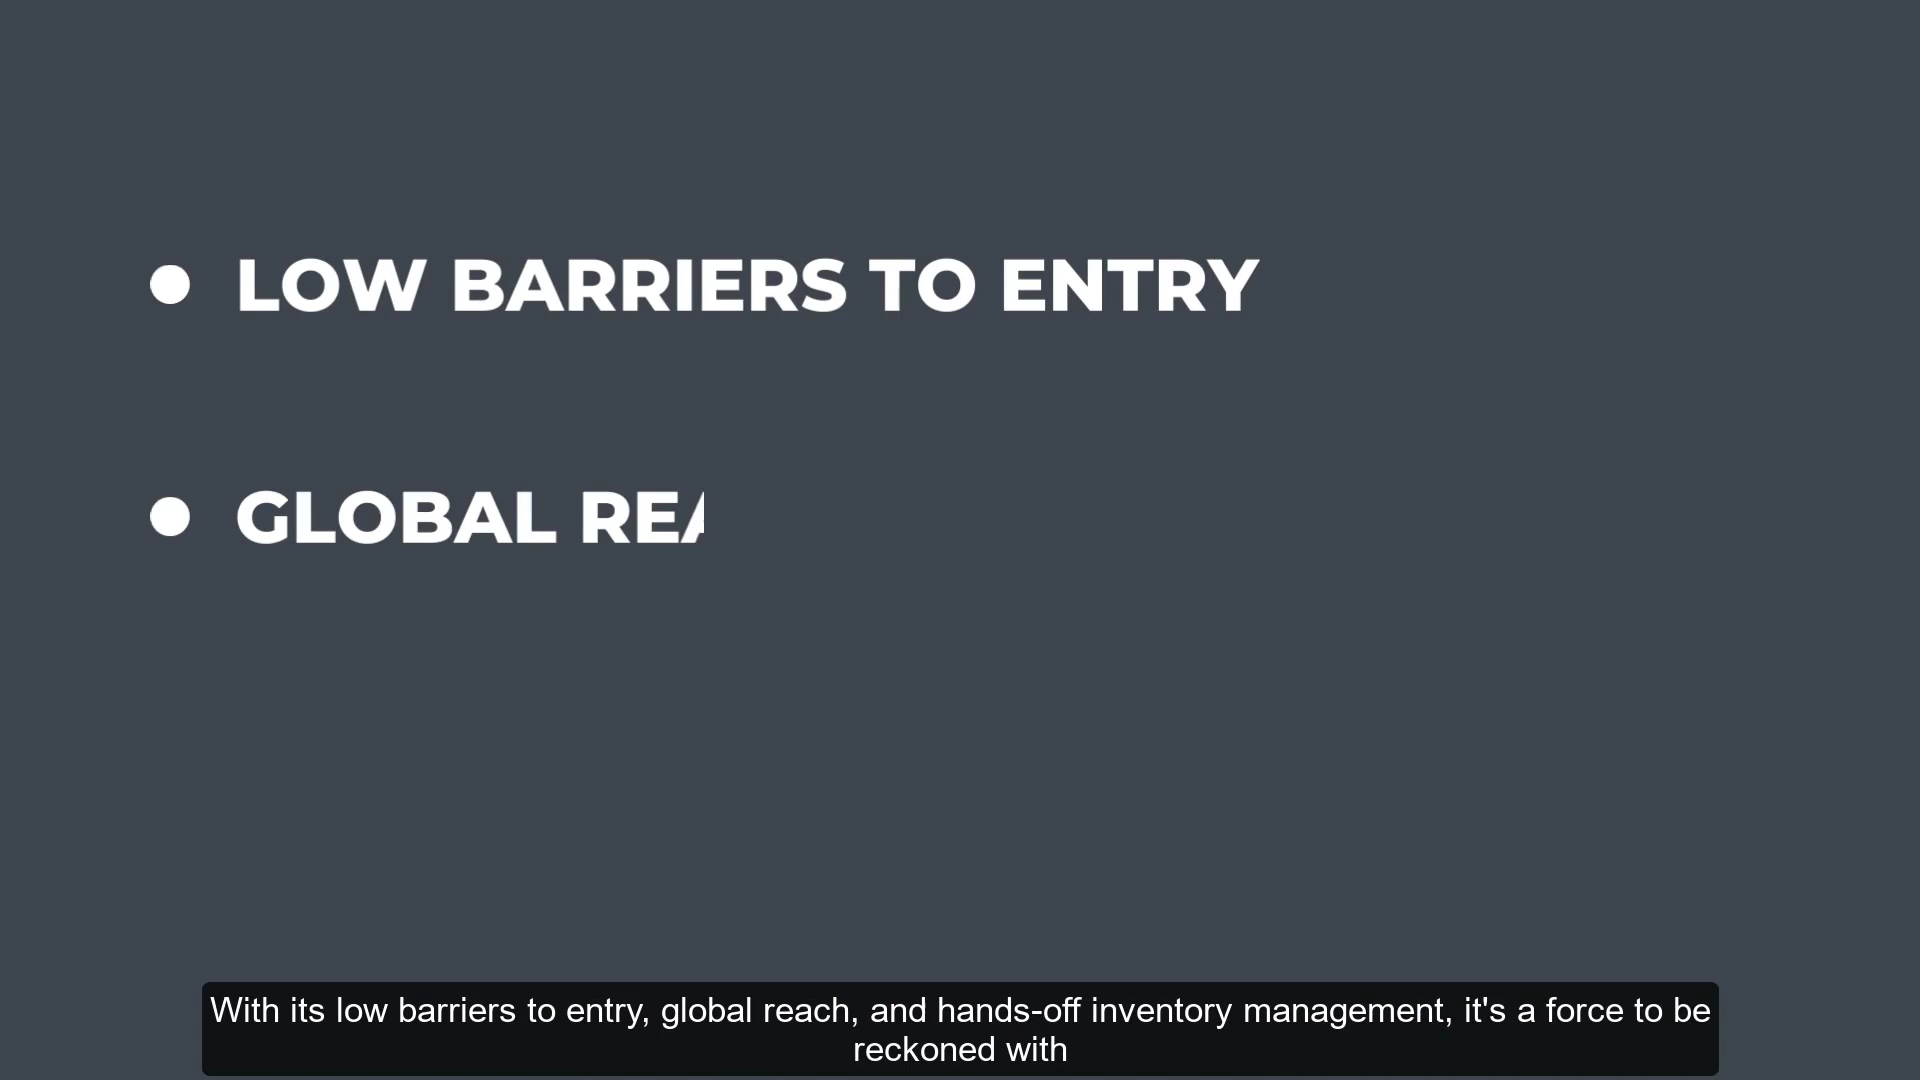 ● LOW BARRIERS TO ENTRY
● GLOBAL RE
With its low barriers to entry, global reach, and hands-off inventory management, it's a force to be
reckoned with